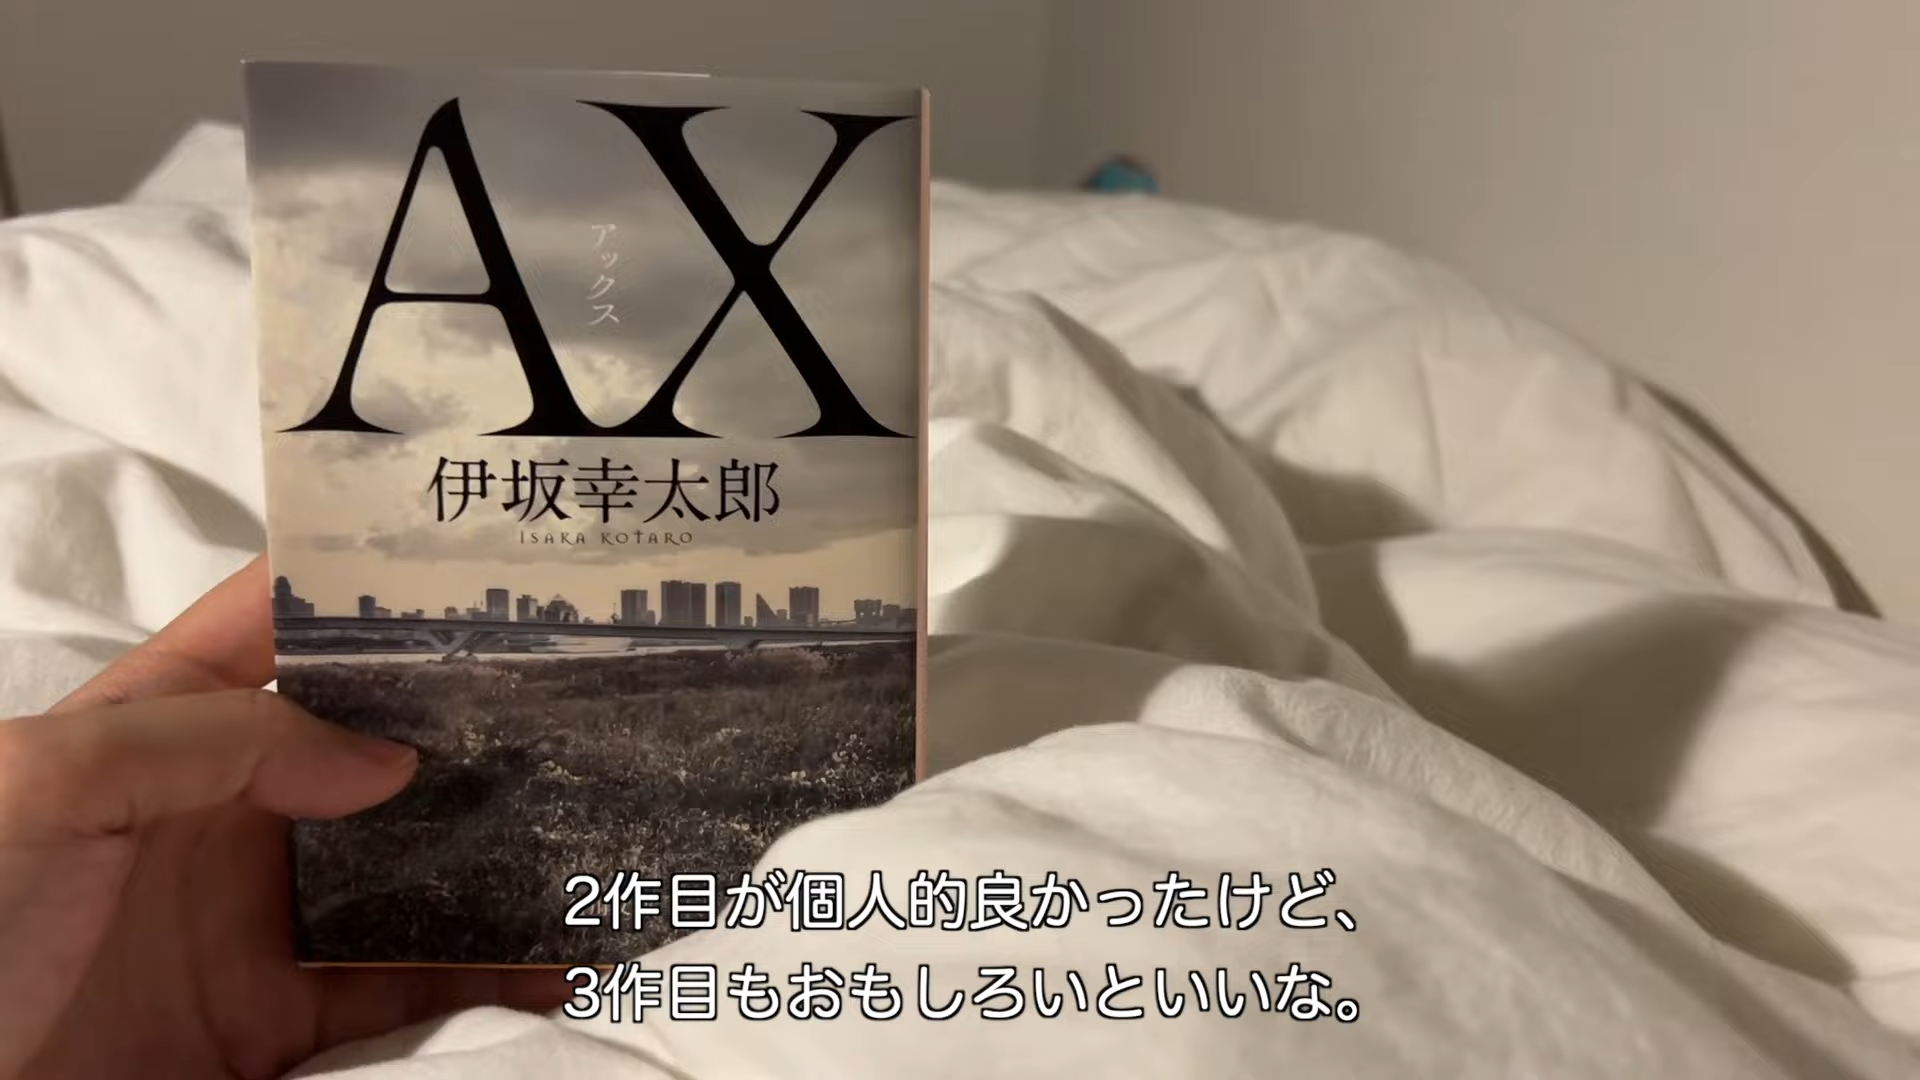 AX
アックス
伊坂幸太郎
ISAKA KOTARO
2作目が個人的良かったけど、
3作目もおもしろいといいな。